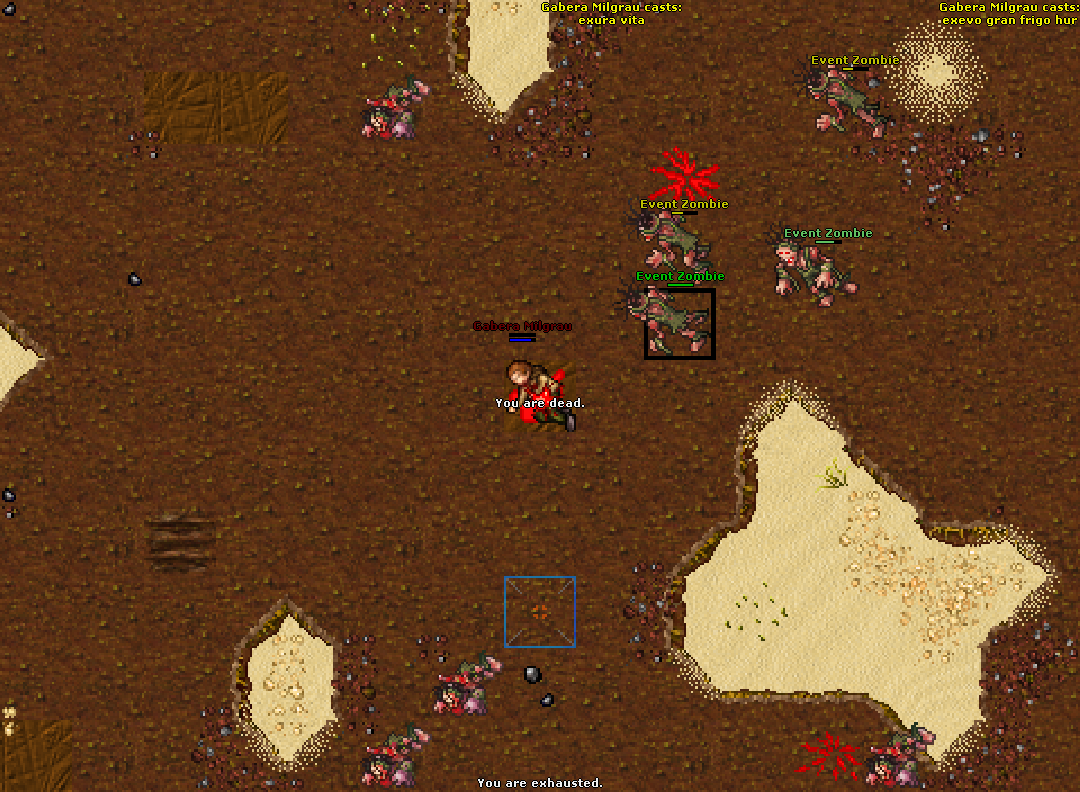 Gabera Milgrau casts:
exura vita
Gabera Milgrau casts:
exevo gran frigo hur
Event Zombie
Event Zombie
Event Zombie
Event Zombie
Gabera Milgrau
You are dead.
You are exhausted.